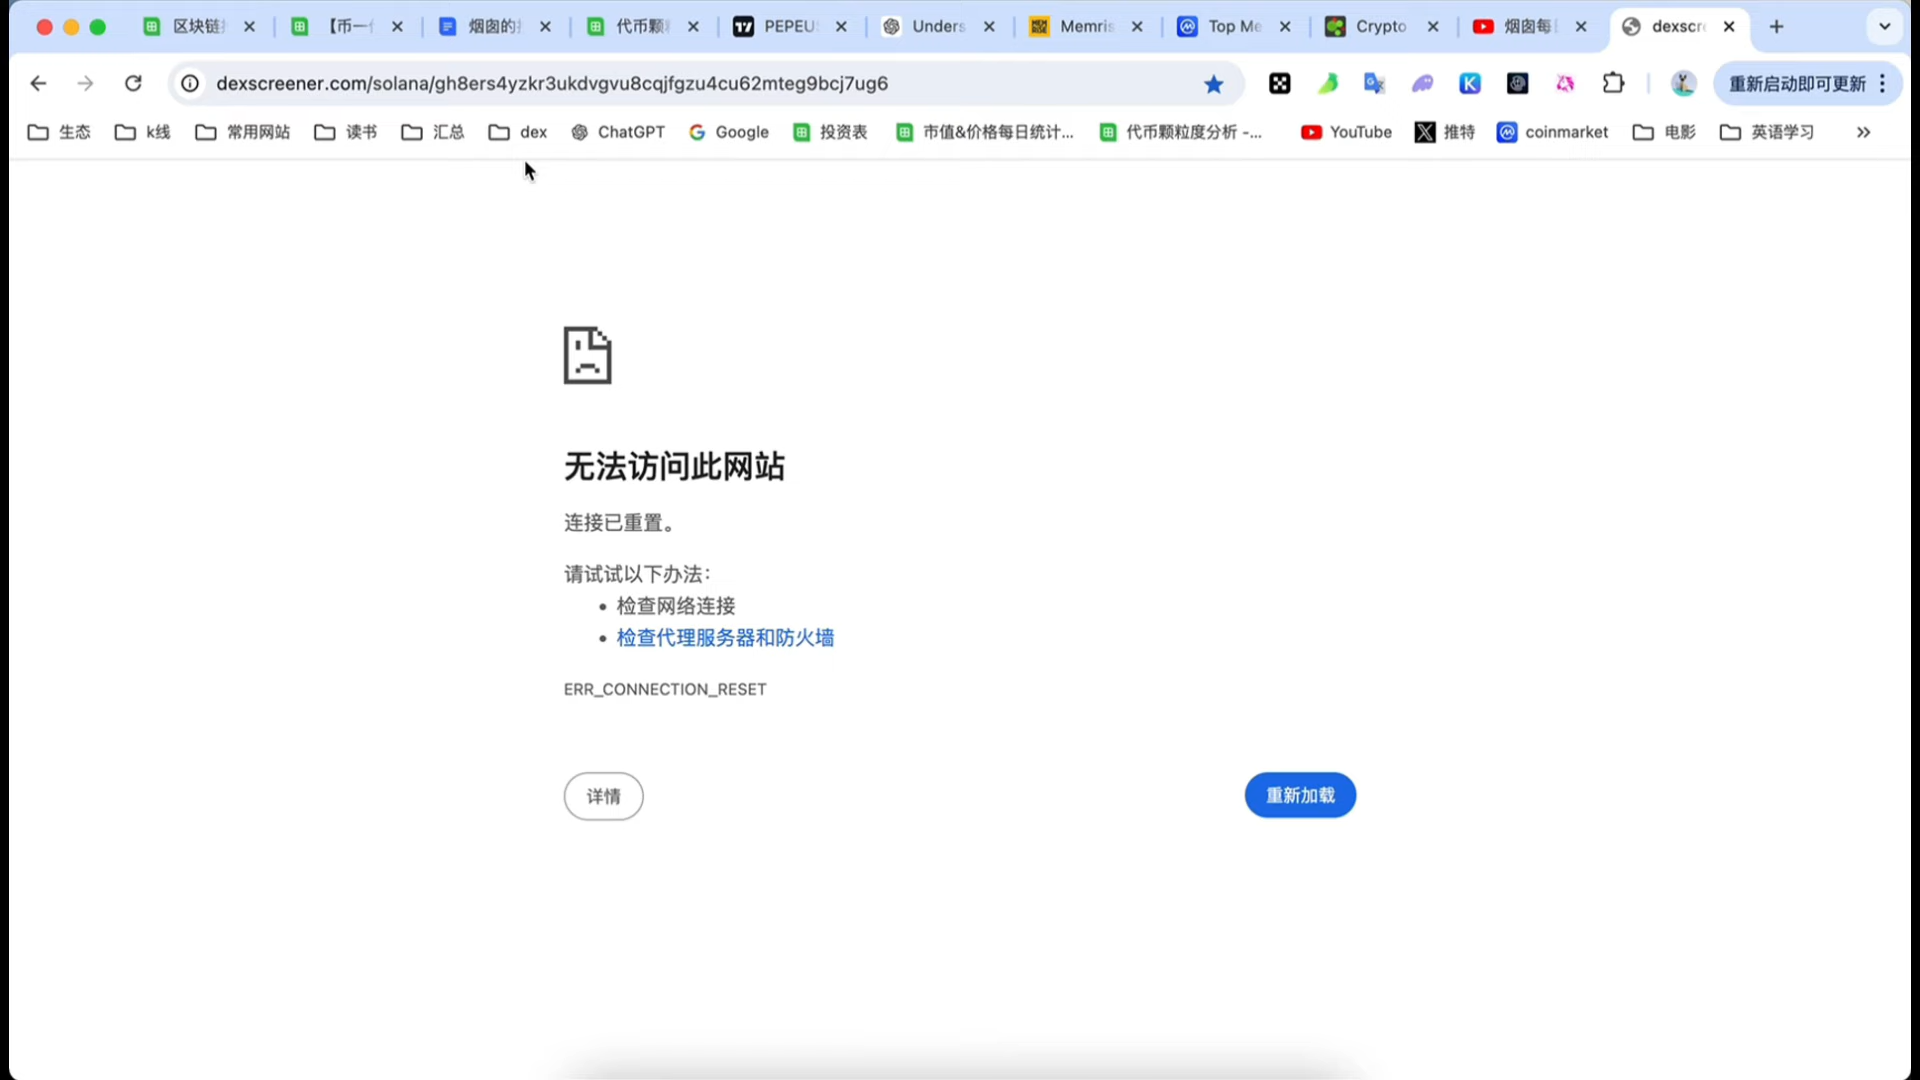 区块链
【币一
烟囱的
代币颗
PEPEU
Unders
Memris
Top Me
Crypto
烟囱每
dexscr
dexscreener.com/solana/gh8ers4yzkr3ukdvgvu8cqjfgzu4cu62mteg9bcj7ug6
重新启动即可更新
生态
k线
常用网站
读书
汇总
dex
ChatGPT
Google
投资表
市值&价格每日统计...
代币颗粒度分析 -...
YouTube
推特
coinmarket
电影
英语学习
无法访问此网站
连接已重置。
请试试以下办法：
• 检查网络连接
• 检查代理服务器和防火墙
ERR_CONNECTION_RESET
详情
重新加载